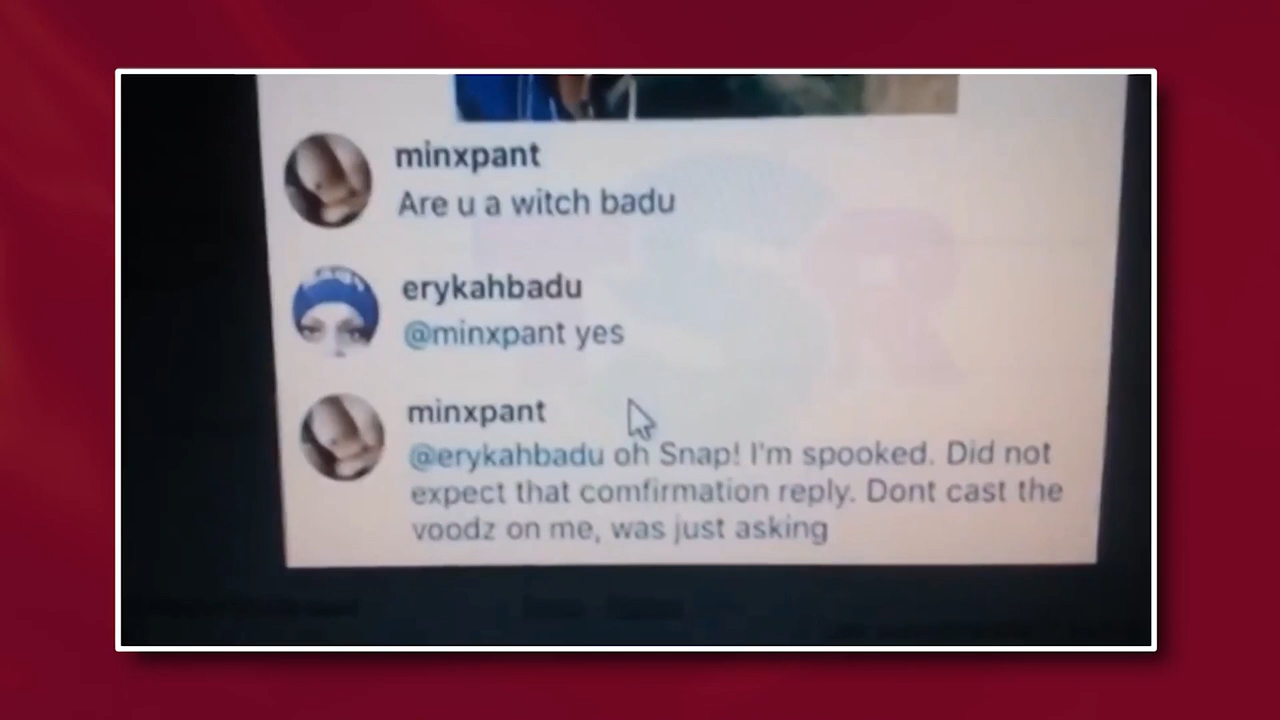 minxpant
Are u a witch badu
erykahbadu
@minxpant yes
minxpant
@erykahbadu oh Snap! I'm spooked. Did not
expect that comfirmation reply. Dont cast the
voodz on me, was just asking
TSR